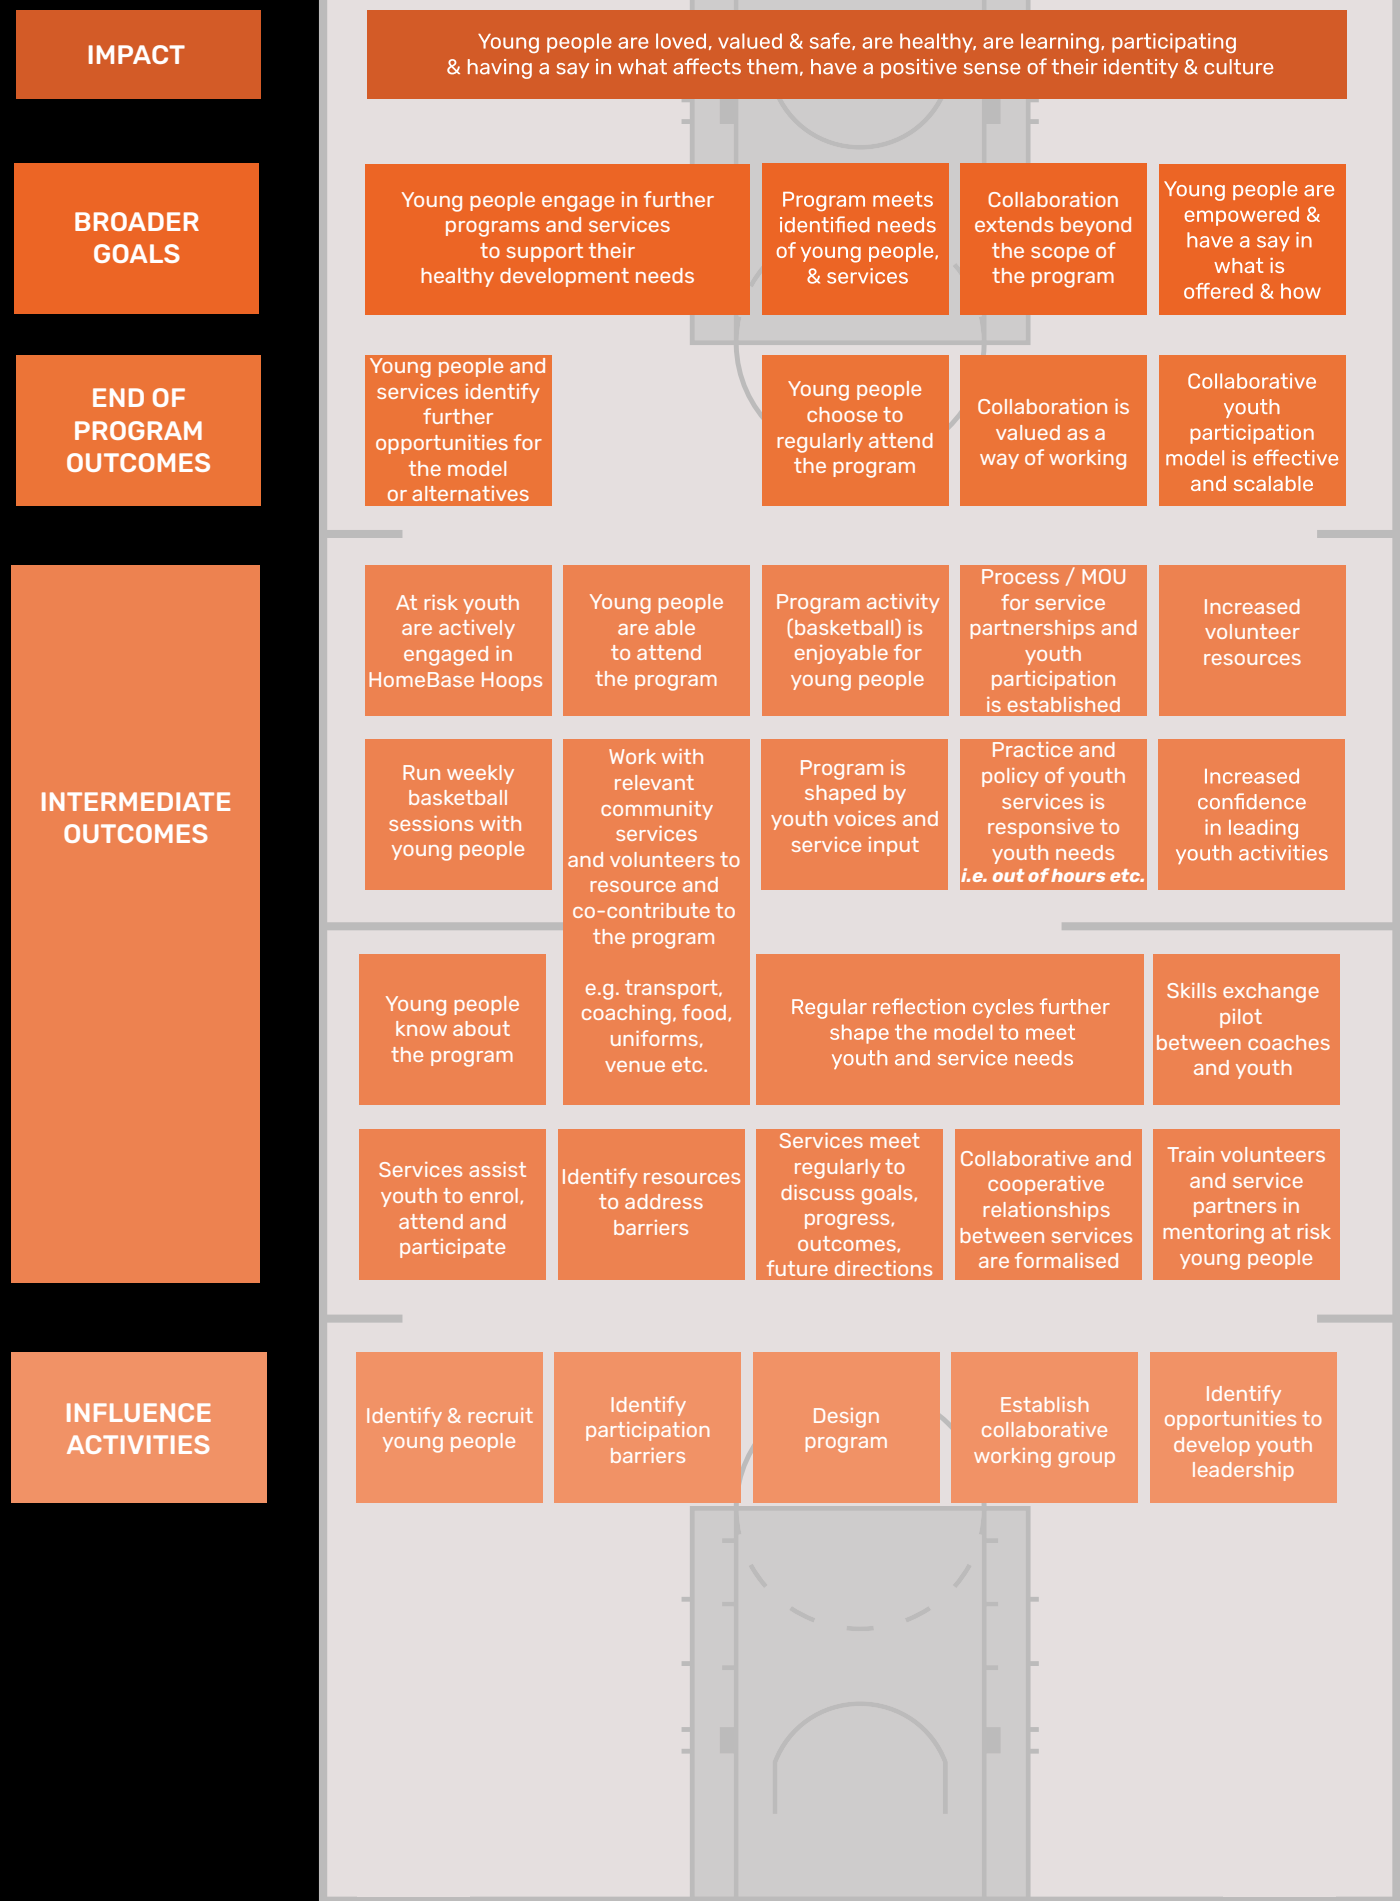 IMPACT
Young people are loved, valued & safe, are healthy, are learning, participating
& having a say in what affects them, have a positive sense of their identity & culture
BROADER
GOALS
Young people engage in further
programs and services
to support their
healthy development needs
Program meets
identified needs
of young people,
& services
Collaboration
extends beyond
the scope of
the program
Young people are
empowered &
have a say in
what is
offered & how
END OF
PROGRAM
OUTCOMES
Young people and
services identify
further
opportunities for
the model
or alternatives
Young people
choose to
regularly attend
the program
Collaboration is
valued as a
way of working
Collaborative
youth
participation
model is effective
and scalable
INTERMEDIATE
OUTCOMES
At risk youth
are actively
engaged in
HomeBase Hoops
Young people
are able
to attend
the program
Program activity
(basketball) is
enjoyable for
young people
Process / MOU
for service
partnerships and
youth
participation
is established
Increased
volunteer
resources
Run weekly
basketball
sessions with
young people
Work with
relevant
community
services
and volunteers to
resource and
co-contribute to
the program
e.g. transport,
coaching, food,
uniforms,
venue etc.
Program is
shaped by
youth voices and
service input
Practice and
policy of youth
services is
responsive to
youth needs
i.e. out of hours etc.
Increased
confidence
in leading
youth activities
Young people
know about
the program
Regular reflection cycles further
shape the model to meet
youth and service needs
Skills exchange
pilot
between coaches
and youth
Services assist
youth to enrol,
attend and
participate
Identify resources
to address
barriers
Services meet
regularly to
discuss goals,
progress,
outcomes,
future directions
Collaborative and
cooperative
relationships
between services
are formalised
Train volunteers
and service
partners in
mentoring at risk
young people
INFLUENCE
ACTIVITIES
Identify & recruit
young people
Identify
participation
barriers
Design
program
Establish
collaborative
working group
Identify
opportunities to
develop youth
leadership